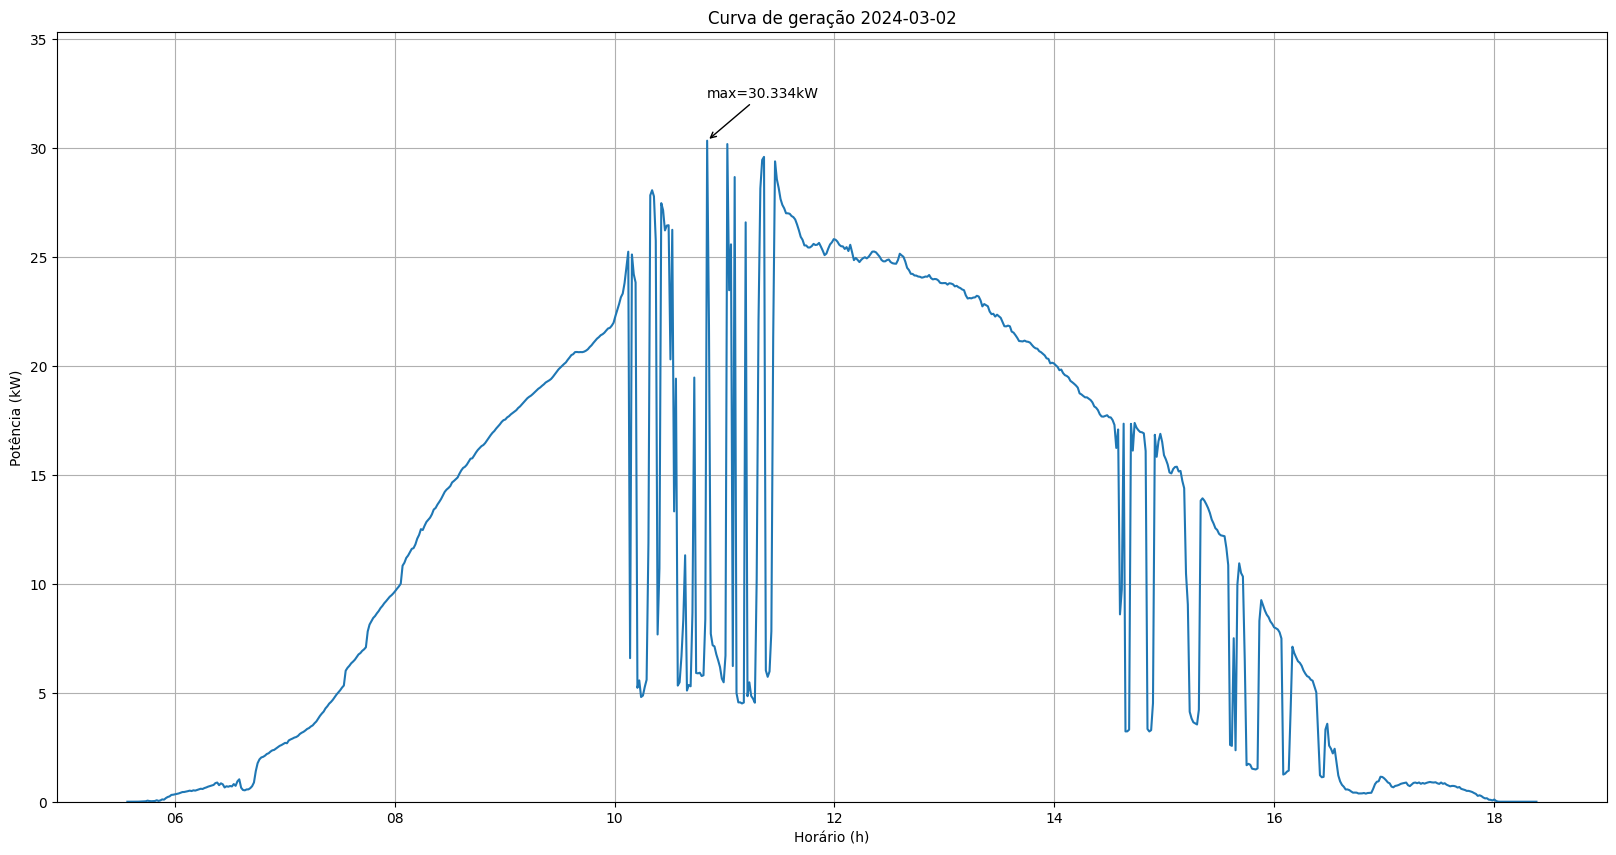 Curva de geração 2024-03-02
35
max=30.334kW
30
25
20
Potência (kW)
15
10
5
0
06 08 10 12 14 16 18
Horário (h)